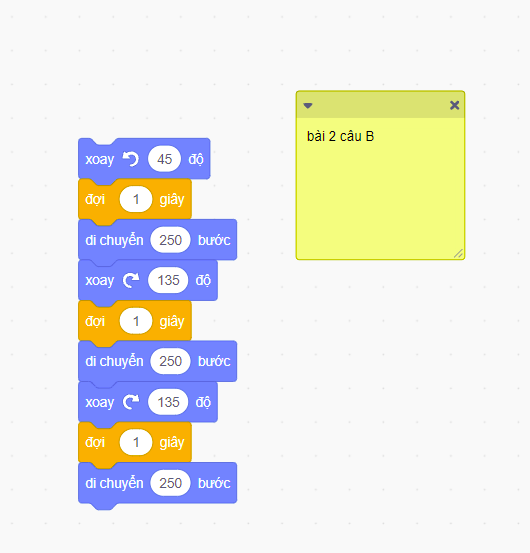 xoay 45 độ
đợi 1 giây
di chuyển 250 bước
xoay 135 độ
đợi 1 giây
di chuyển 250 bước
xoay 135 độ
đợi 1 giây
di chuyển 250 bước
bài 2 câu B